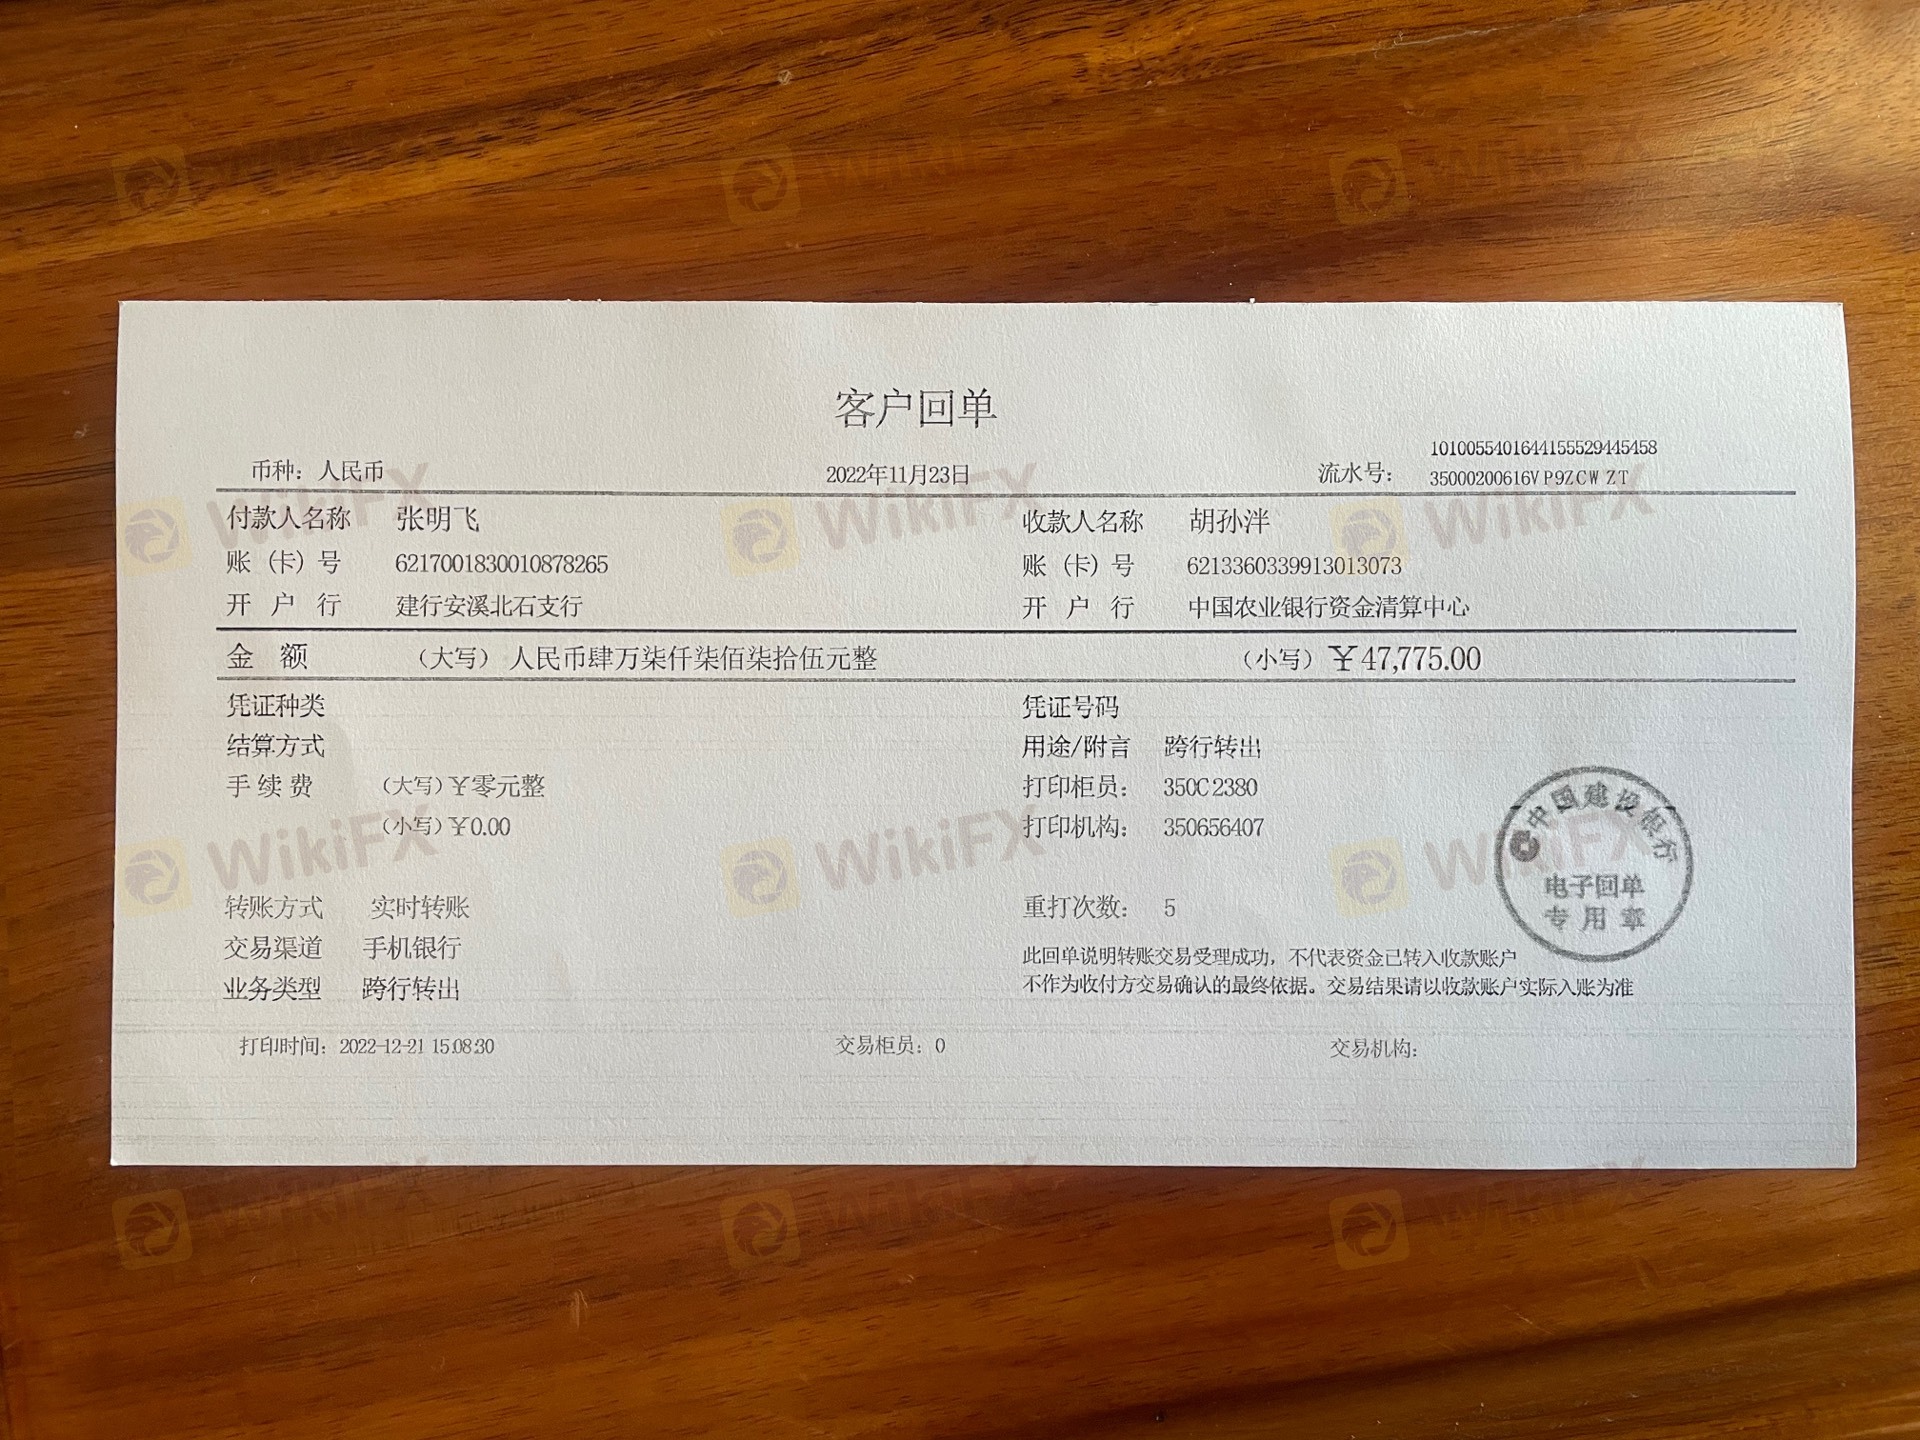 客户回单
1010055401644155529445458
币种：人民币 2022年11月23日 流水号： 35000200616VP9ZCWZT
付款人名称 张明飞 收款人名称 胡孙泮
账（卡）号 6217001830010878265 账（卡）号 6213360339913013073
开 户 行 建行安溪北石支行 开 户 行 中国农业银行资金清算中心
金 额 （大写）人民币肆万柒仟柒佰柒拾伍元整 （小写）￥47,775.00
凭证种类 凭证号码
结算方式 用途/附言 跨行转出
手 续 费 （大写）￥零元整 打印柜员： 350C2380
（小写）￥0.00 打印机构： 350656407
中国建设银行
电子回单
专用章
转账方式 实时转账 重打次数： 5
交易渠道 手机银行 此回单说明转账交易受理成功，不代表资金已转入收款账户
业务类型 跨行转出 不作为收付方交易确认的最终依据。交易结果请以收款账户实际入账为准
打印时间：2022-12-21 15:08:30 交易柜员：0 交易机构：
WikiFX WikiFX WikiFX
WikiFX WikiFX WikiFX
WikiFX WikiFX WikiFX
WikiFX WikiFX WikiFX